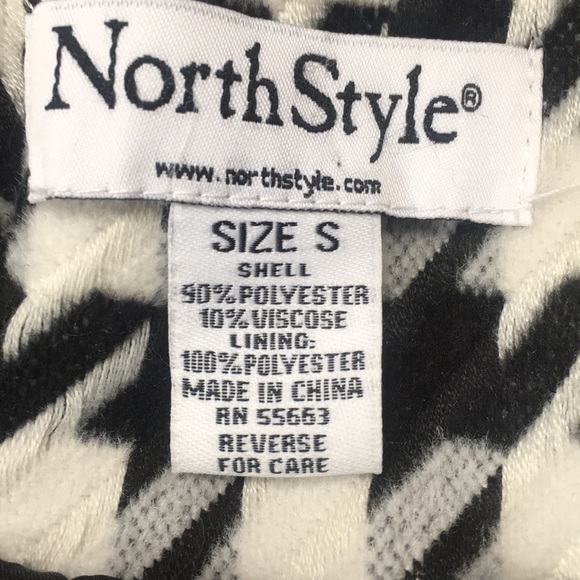 NorthStyle®
www.northstyle.com
SIZE S
SHELL
90%POLYESTER
10%VISCOSE
LINING:
100%POLYESTER
MADE IN CHINA
RN 55663
REVERSE
FOR CARE